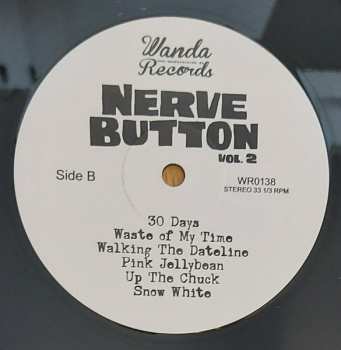 Wanda
Records
NERVE
BUTTON
VOL. 2
Side B
WR0138
STEREO 33 1/3 RPM
30 Days
Waste of My Time
Walking The Dateline
Pink Jellybean
Up The Chuck
Snow White